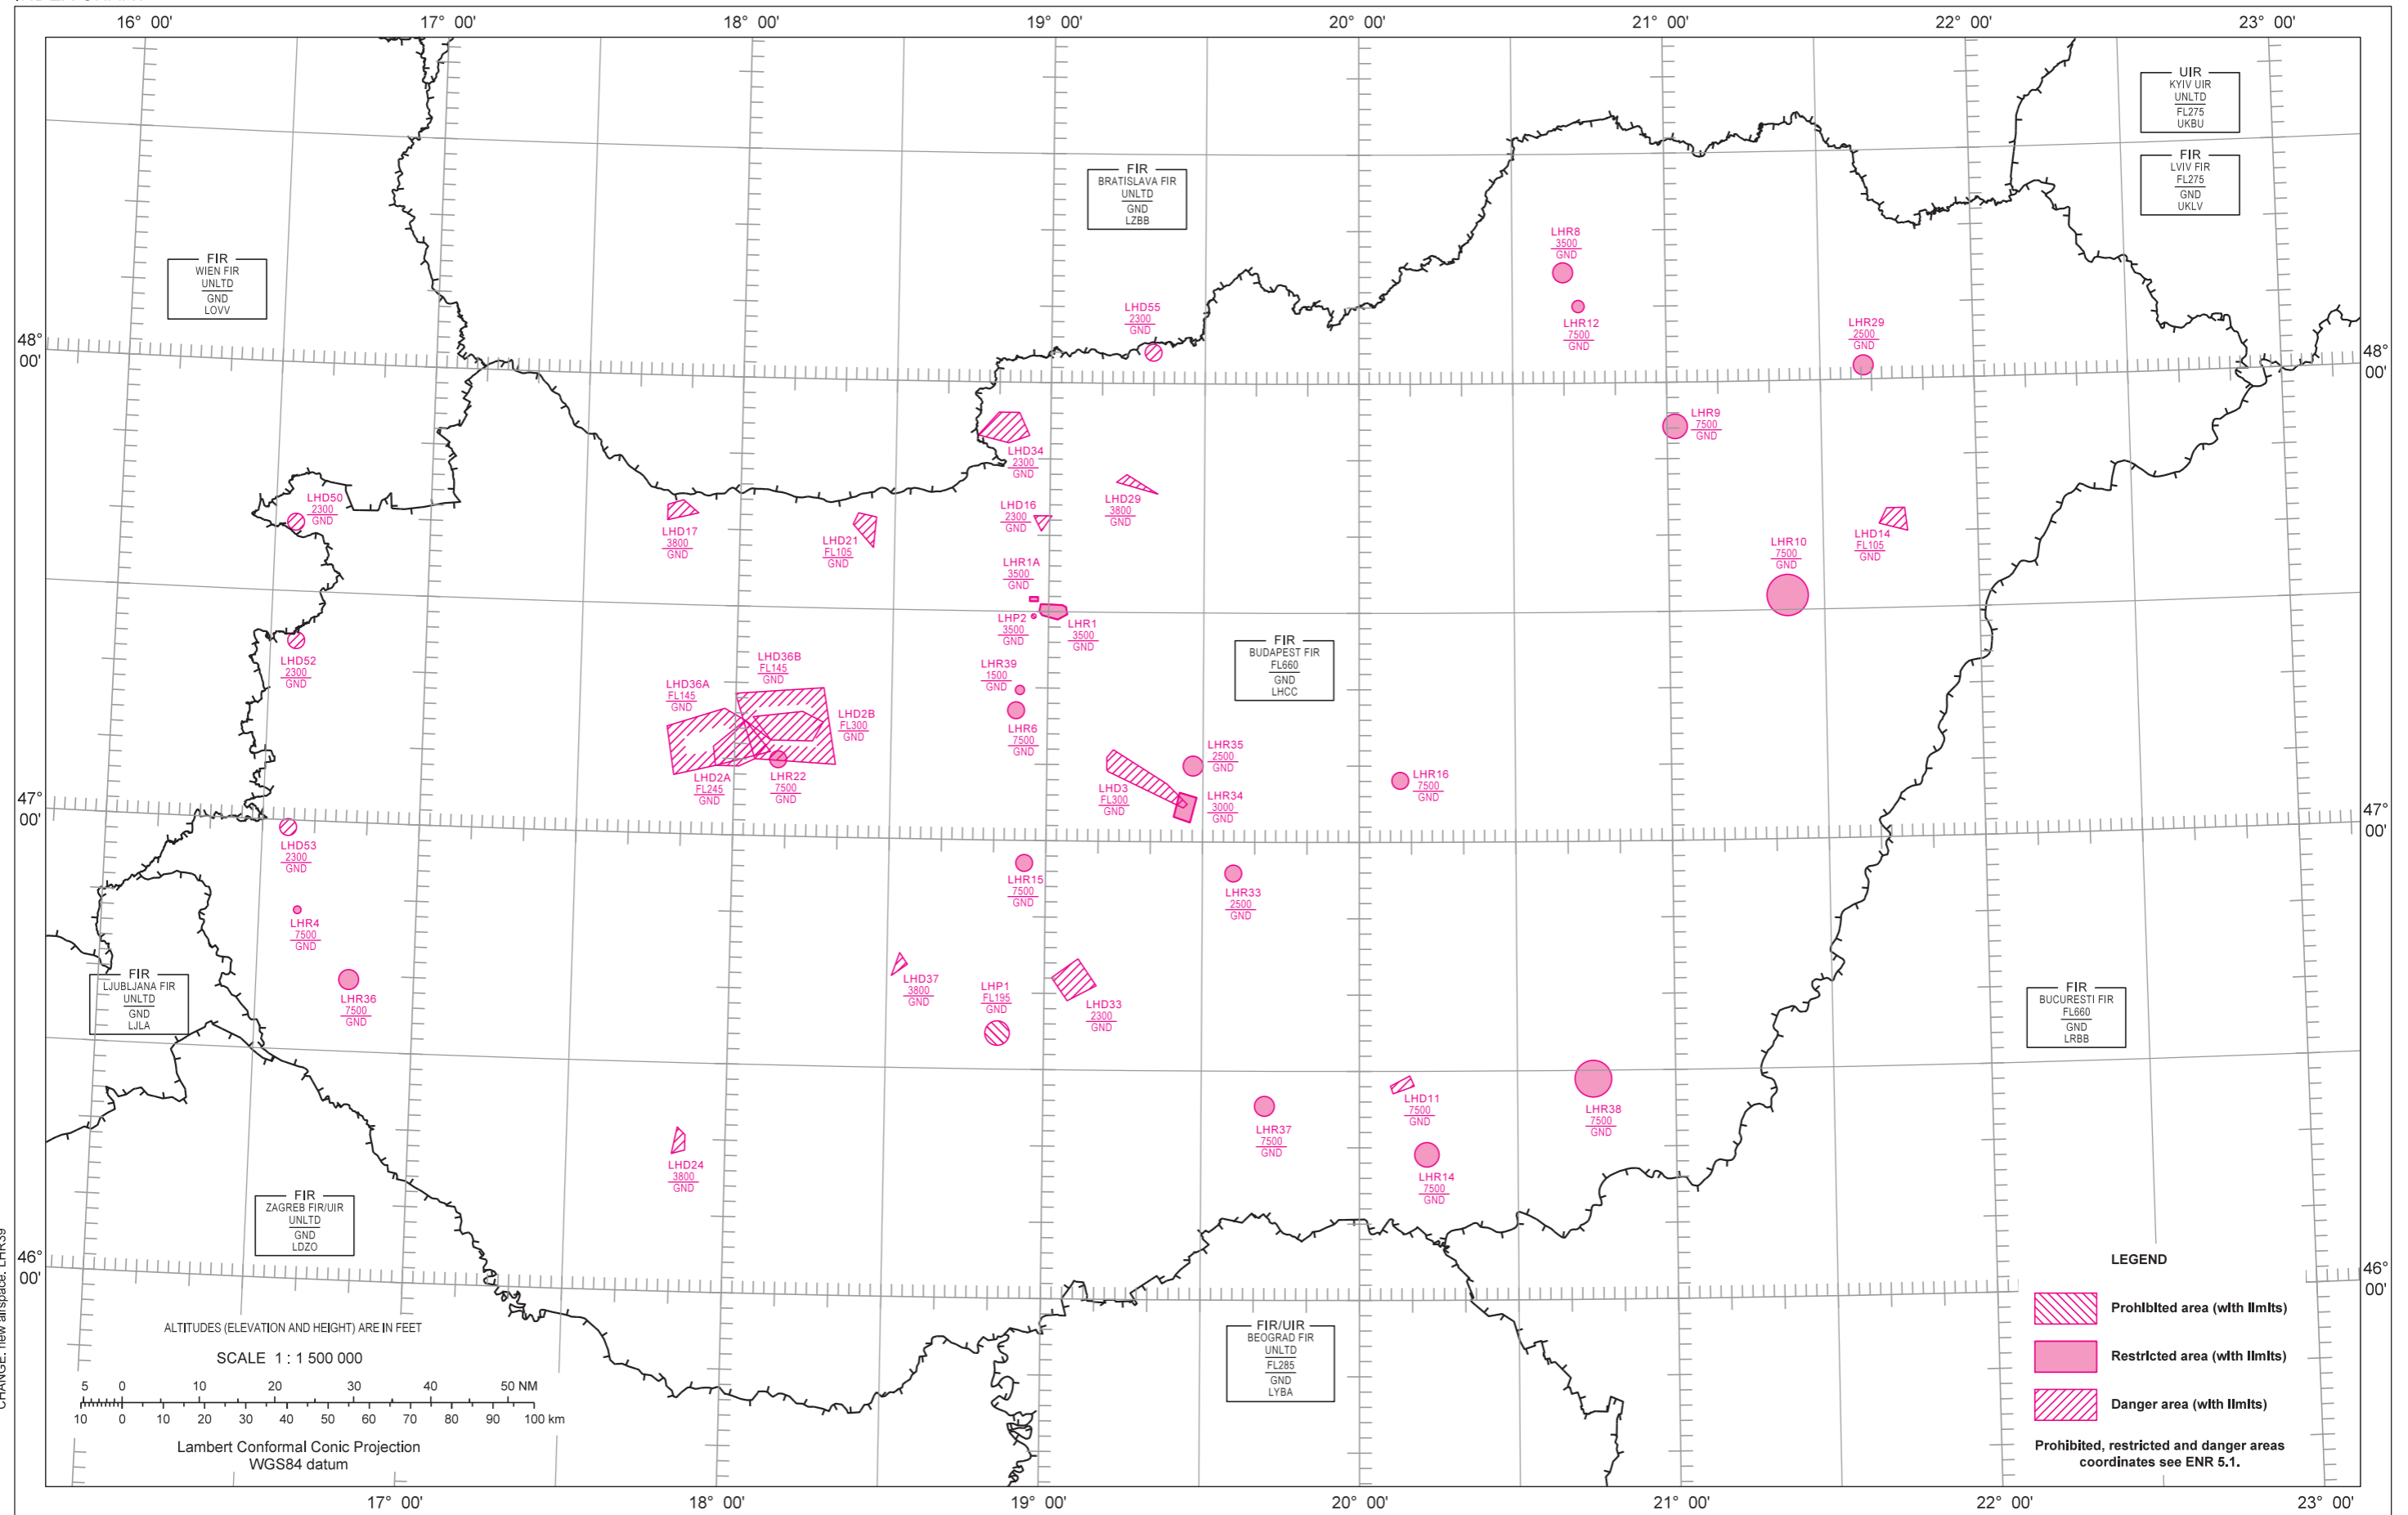 16° 00'
17° 00'
18° 00'
19° 00'
20° 00'
21° 00'
22° 00'
23° 00'
UIR
KYIV UIR
UNLTD
FL275
UKBU
FIR
LVIV FIR
FL275
GND
UKLV
FIR
BRATISLAVA FIR
UNLTD
GND
LZBB
FIR
WIEN FIR
UNLTD
GND
LOVV
LHR8
3500
GND
LHR12
7500
GND
LHD55
2300
GND
LHR29
2500
GND
48°
00'
48°
00'
LHR9
7500
GND
LHD34
2300
GND
LHD50
2300
GND
LHD17
3800
GND
LHD21
FL105
GND
LHD16
2300
GND
LHD29
3800
GND
LHD14
FL105
GND
LHR10
7500
GND
LHR1A
3500
GND
LHP2
3500
GND
LHR1
3500
GND
LHD52
2300
GND
LHD36B
FL145
GND
LHD36A
FL145
GND
LHD2B
FL300
GND
LHD2A
FL245
GND
LHR22
7500
GND
LHR39
1500
GND
LHR6
7500
GND
FIR
BUDAPEST FIR
FL660
GND
LHCC
LHR35
2500
GND
LHD3
FL300
GND
LHR34
3000
GND
LHR16
7500
GND
47°
00'
47°
00'
LHD53
2300
GND
LHR15
7500
GND
LHR33
2500
GND
LHR4
7500
GND
LHR36
7500
GND
FIR
LJUBLJANA FIR
UNLTD
GND
LJLA
LHD37
3800
GND
LHP1
FL195
GND
LHD33
2300
GND
FIR
BUCURESTI FIR
FL660
GND
LRBB
LHD11
7500
GND
LHR38
7500
GND
LHR37
7500
GND
LHR14
7500
GND
LHD24
3800
GND
FIR
ZAGREB FIR/UIR
UNLTD
GND
LDZO
46°
00'
46°
00'
FIR/UIR
BEOGRAD FIR
UNLTD
FL285
GND
LYBA
CHANGE: new airspace: LHR39
ALTITUDES (ELEVATION AND HEIGHT) ARE IN FEET
SCALE 1 : 1 500 000
5 0 10 20 30 40 50 NM
10 0 10 20 30 40 50 60 70 80 90 100 km
Lambert Conformal Conic Projection
WGS84 datum
LEGEND
Prohibited area (with limits)
Restricted area (with limits)
Danger area (with limits)
Prohibited, restricted and danger areas
coordinates see ENR 5.1.
17° 00'
18° 00'
19° 00'
20° 00'
21° 00'
22° 00'
23° 00'